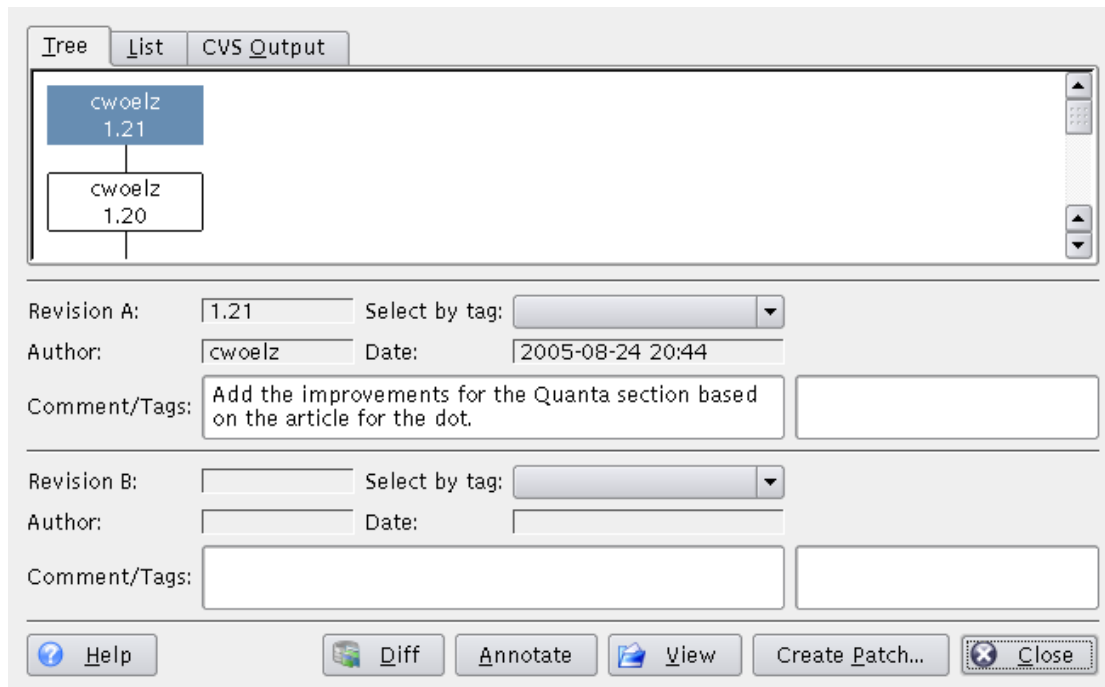 Tree List CVS Output
cwoelz
1.21
cwoelz
1.20
Revision A: 1.21 Select by tag:
Author: cwoelz Date: 2005-08-24 20:44
Comment/Tags: Add the improvements for the Quanta section based
on the article for the dot.
Revision B: Select by tag:
Author: Date:
Comment/Tags:
Help Diff Annotate View Create Patch... Close